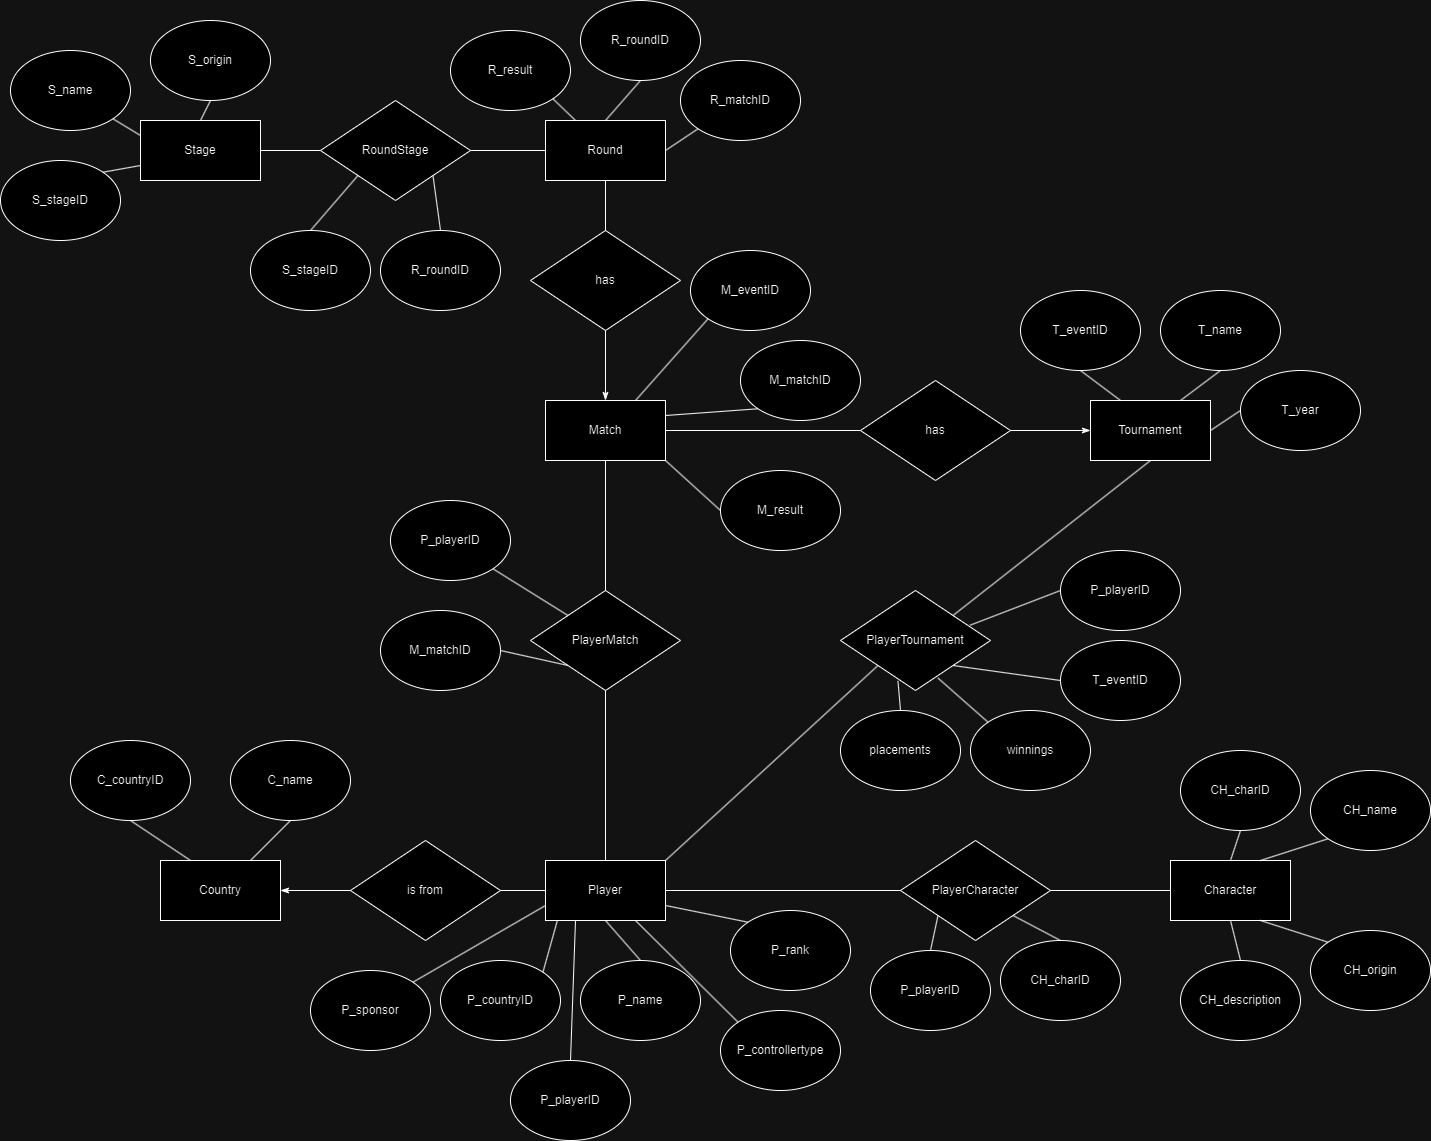 R_roundID
S_origin
R_result
S_name
R_matchID
Stage
RoundStage
Round
S_stageID
S_stageID
R_roundID
has
M_eventID
T_eventID
T_name
M_matchID
T_year
Match
has
Tournament
M_result
P_playerID
P_playerID
PlayerMatch
PlayerTournament
M_matchID
T_eventID
placements
winnings
C_countryID
C_name
CH_charID
CH_name
Country
is from
Player
PlayerCharacter
Character
P_rank
CH_origin
CH_charID
P_playerID
P_sponsor
P_countryID
P_name
CH_description
P_controllertype
P_playerID